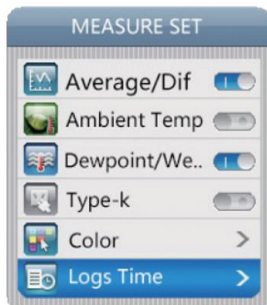 MEASURE SET
Average/Dif
Ambient Temp
Dewpoint/We..
Type-k
Color
Logs Time